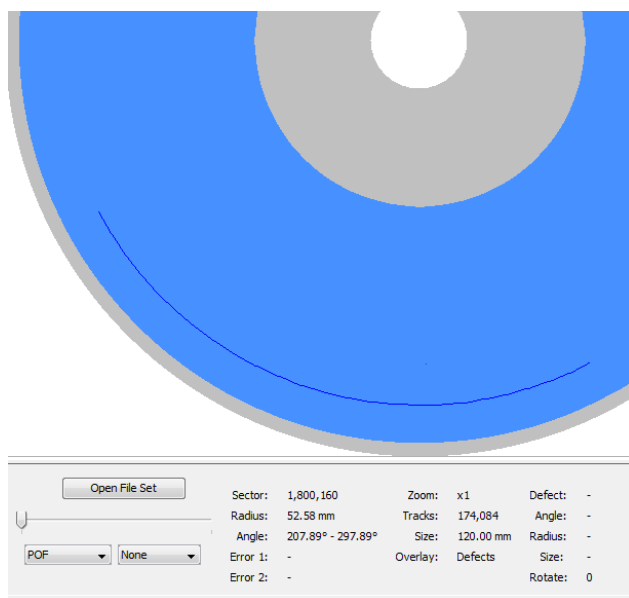 Open File Set
Sector: 1,800,160 Zoom: x1 Defect: -
Radius: 52.58 mm Tracks: 174,084 Angle: -
Angle: 207.89° - 297.89° Size: 120.00 mm Radius: -
POF None
Error 1: - Overlay: Defects Size: -
Error 2: - Rotate: 0